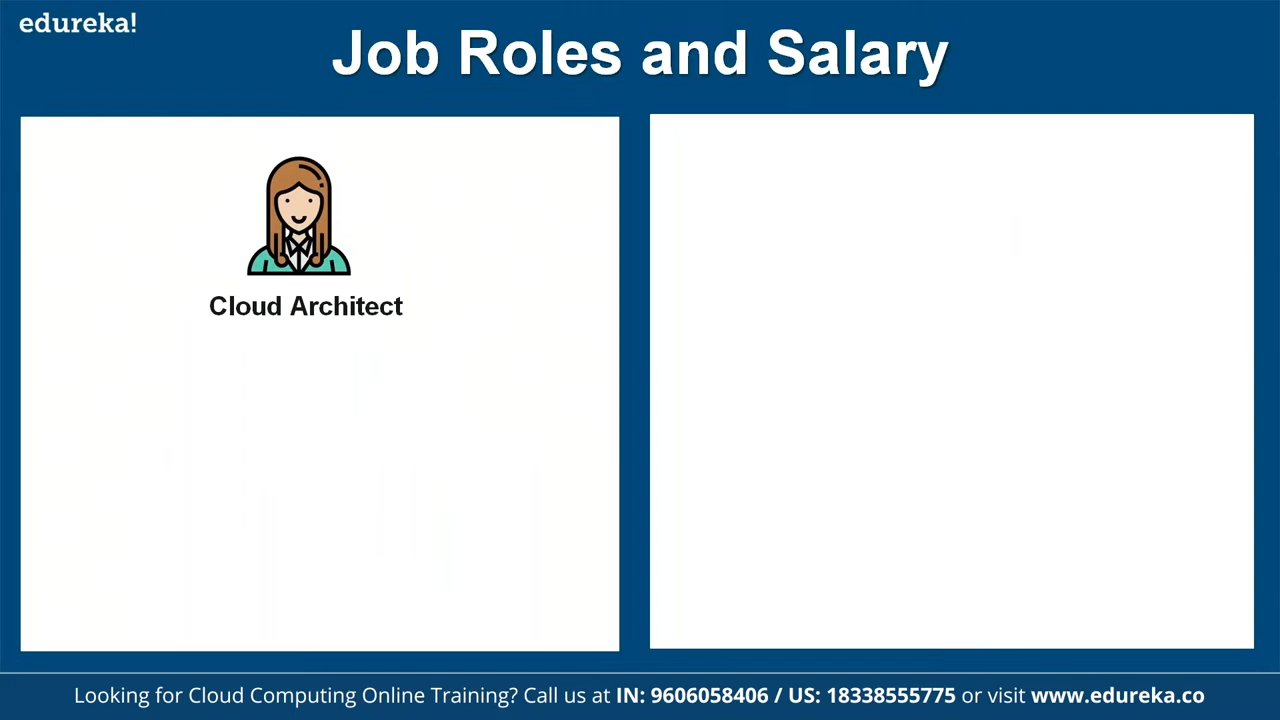 edureka!
Job Roles and Salary
Cloud Architect
Looking for Cloud Computing Online Training? Call us at IN: 9606058406 / US: 18338555775 or visit www.edureka.co